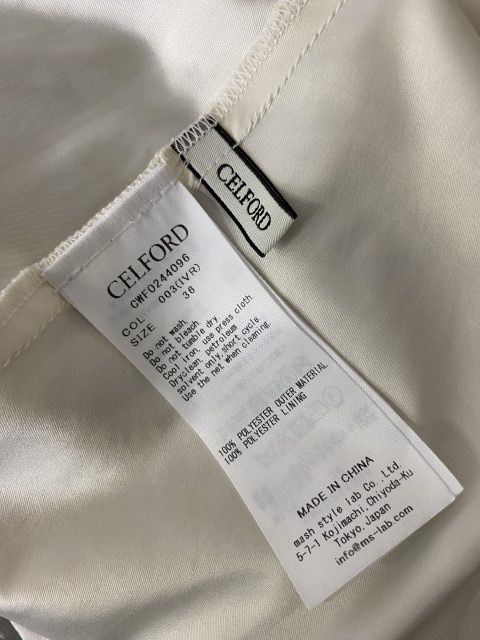 CELFORD
CELFORD
CWF0244096
COL 003(IVR)
SIZE 36
Do not wash.
Do not bleach
Do not tumble dry.
Cool iron, use press cloth
Dryclean, petroleum
solvent only,short cycle
Use the net when cleaning.
100% POLYESTER OUTER MATERIAL
100% POLYESTER LINING
MADE IN CHINA
mash style lab Co.,Ltd.
5-7-1 Kojimachi,Chiyoda-Ku
Tokyo,Japan
info@ms-lab.com